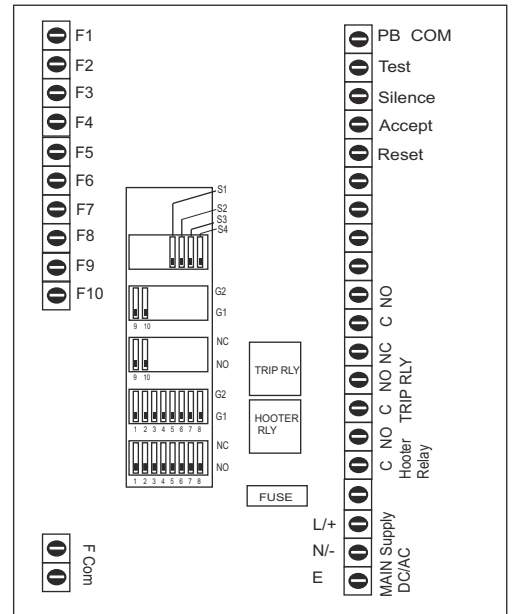 F1
F2
F3
F4
F5
F6
F7
F8
F9
F10
F Com
S1
S2
S3
S4
G2
G1
9 10
NC
NO
9 10
G2
G1
1 2 3 4 5 6 7 8
NC
NO
1 2 3 4 5 6 7 8
TRIP RLY
HOOTER
RLY
FUSE
PB COM
Test
Silence
Accept
Reset
NO
C
NC
NO
C
TRIP RLY
NO
C
Hooter
Relay
L/+
N/-
E
MAIN Supply
DC/AC